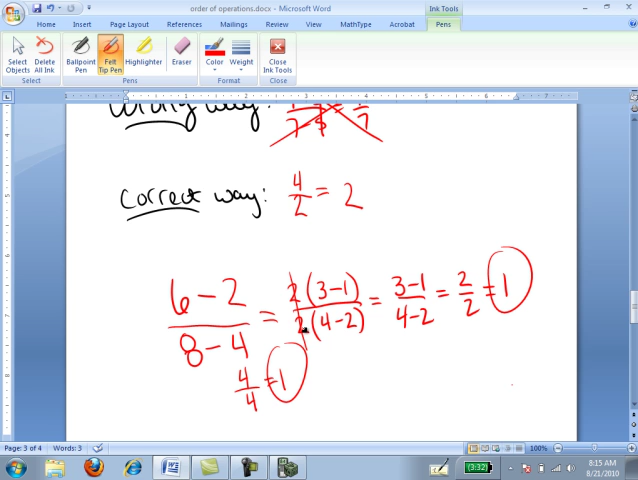 order of operations.docx - Microsoft Word
Ink Tools
Home Insert Page Layout References Mailings Review View MathType Acrobat Pens
Select Objects
Delete All Ink
Ballpoint Pen
Felt Tip Pen
Highlighter
Eraser
Color
Weight
Close Ink Tools
Select Pens Format Close
Wrong way:
Correct way: 4/2 = 2
(6-2)/(8-4) = 2(3-1)/2(4-2) = (3-1)/(4-2) = 2/2 = 1
4/4 = 1
Page: 3 of 4 Words: 3 100%
(3:32)
8:15 AM
8/21/2010